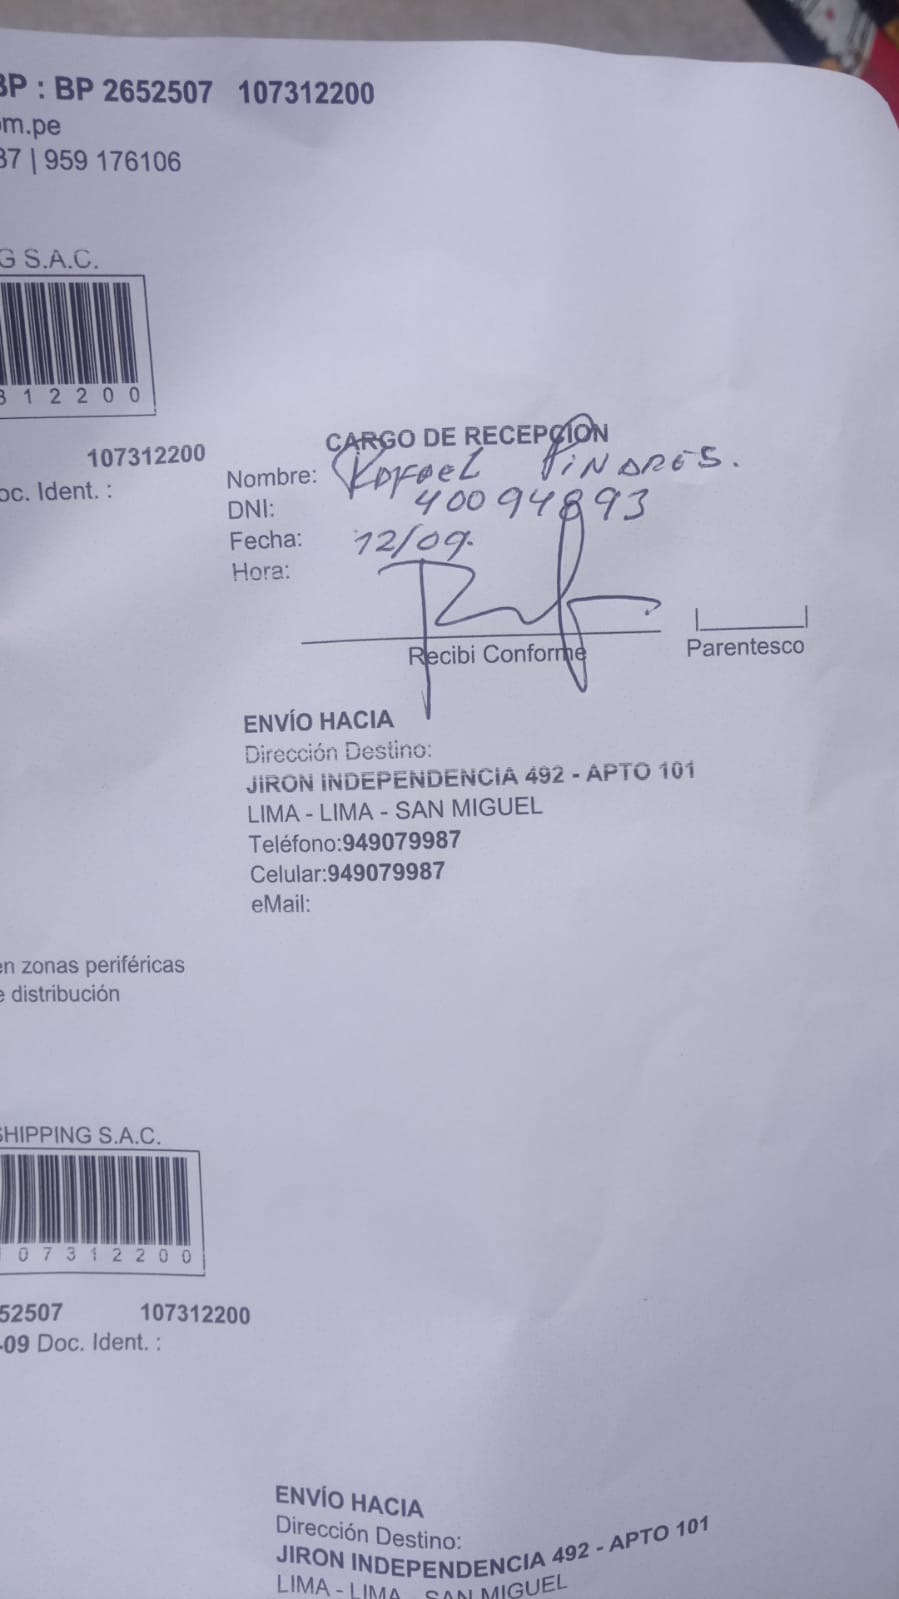 BP : BP 2652507 107312200
om.pe
37 | 959 176106
G S.A.C.
3 1 2 2 0 0
107312200
oc. Ident. :
CARGO DE RECEPCION
Nombre: Rafael Pinares.
DNI: 40094893
Fecha: 12/09.
Hora:
Recibi Conforme
Parentesco
ENVÍO HACIA
Dirección Destino:
JIRON INDEPENDENCIA 492 - APTO 101
LIMA - LIMA - SAN MIGUEL
Teléfono:949079987
Celular:949079987
eMail:
en zonas periféricas
e distribución
SHIPPING S.A.C.
0 7 3 1 2 2 0 0
52507 107312200
-09 Doc. Ident. :
ENVÍO HACIA
Dirección Destino:
JIRON INDEPENDENCIA 492 - APTO 101
LIMA - LIMA - SAN MIGUEL